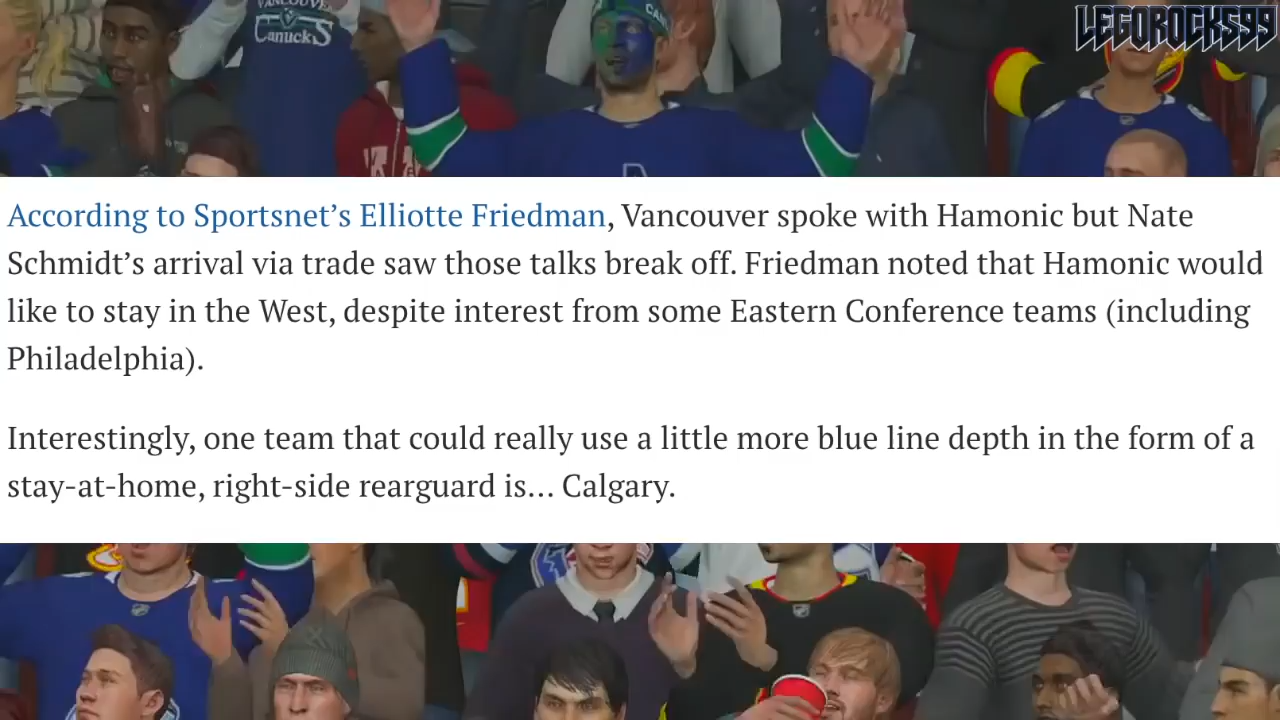 LEGOROCKS99
VANCOUVER
CanuckS
CAN
According to Sportsnet’s Elliotte Friedman, Vancouver spoke with Hamonic but Nate
Schmidt’s arrival via trade saw those talks break off. Friedman noted that Hamonic would
like to stay in the West, despite interest from some Eastern Conference teams (including
Philadelphia).
Interestingly, one team that could really use a little more blue line depth in the form of a
stay-at-home, right-side rearguard is... Calgary.